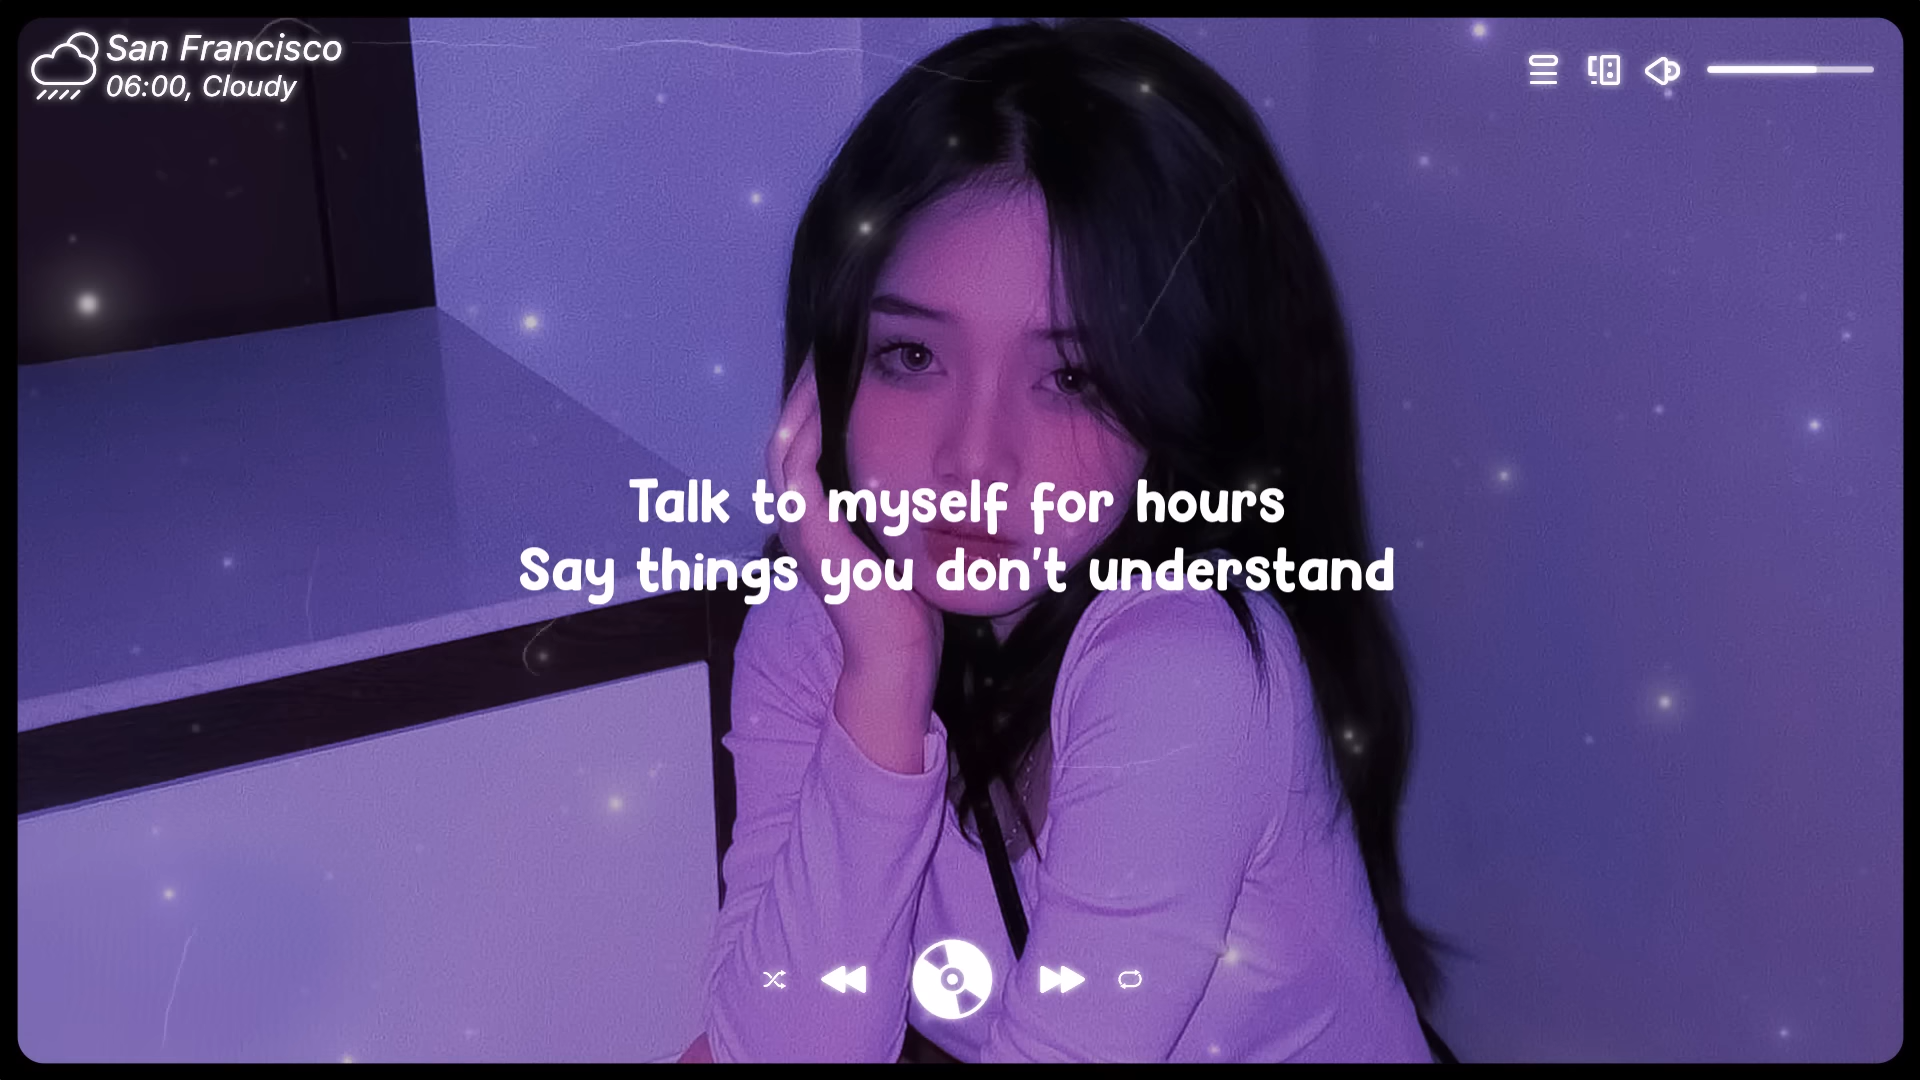 San Francisco
06:00, Cloudy
Talk to myself for hours
Say things you don't understand